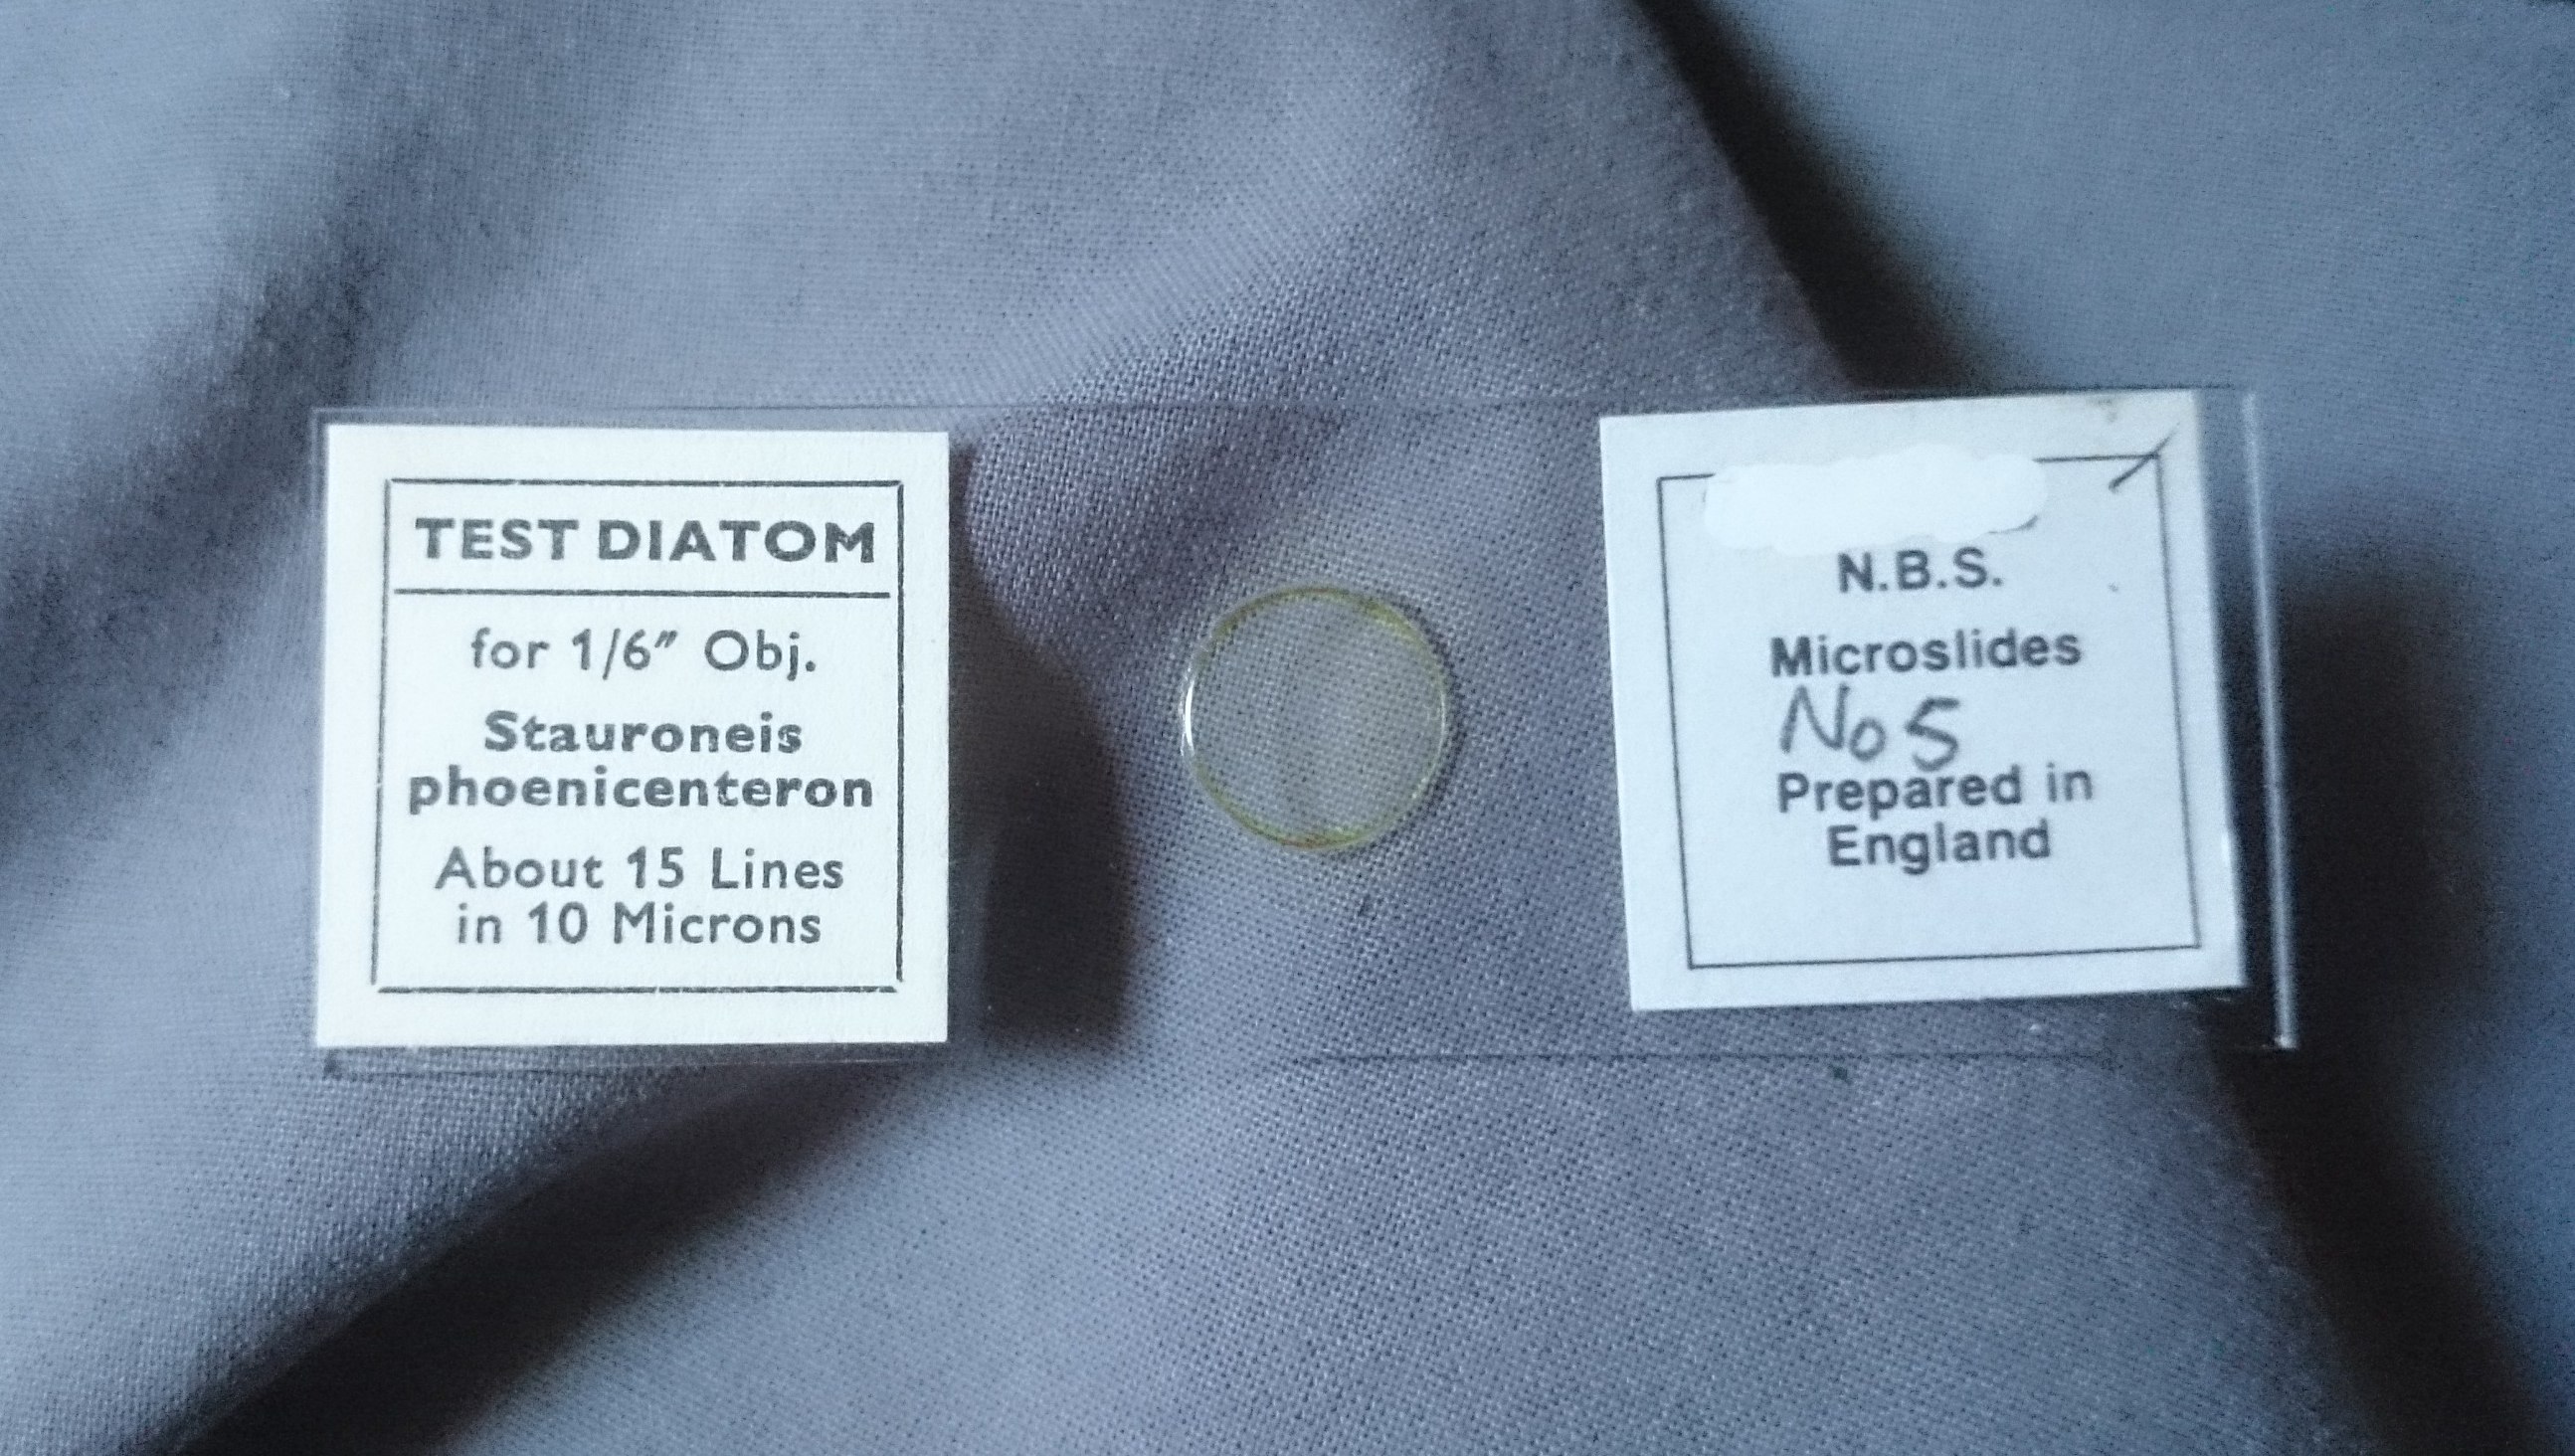 TEST DIATOM
for 1/6″ Obj.
Stauroneis
phoenicenteron
About 15 Lines
in 10 Microns
N.B.S.
Microslides
No 5
Prepared in
England